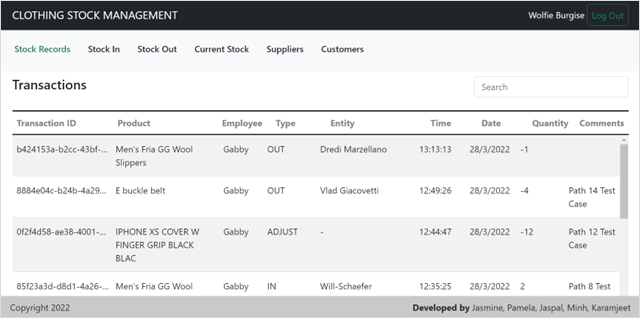 CLOTHING STOCK MANAGEMENT Wolfie Burgise Log Out
Stock Records Stock In Stock Out Current Stock Suppliers Customers
Transactions Search
Transaction ID Product Employee Type Entity Time Date Quantity Comments
b424153a-b2cc-43bf-... Men's Fria GG Wool Gabby OUT Dredi Marzellano 13:13:13 28/3/2022 -1
Slippers
8884e04c-b24b-4a29... E buckle belt Gabby OUT Vlad Giacovetti 12:49:26 28/3/2022 -4 Path 14 Test
Case
0f2f4d58-ae38-4001-... IPHONE XS COVER W Gabby ADJUST - 12:44:47 28/3/2022 -12 Path 12 Test
FINGER GRIP BLACK Case
BLAC
85f23a3d-d8d1-4a26-... Men's Fria GG Wool Gabby IN Will-Schaefer 12:35:25 28/3/2022 2 Path 8 Test
Copyright 2022 Developed by Jasmine, Pamela, Jaspal, Minh, Karamjeet